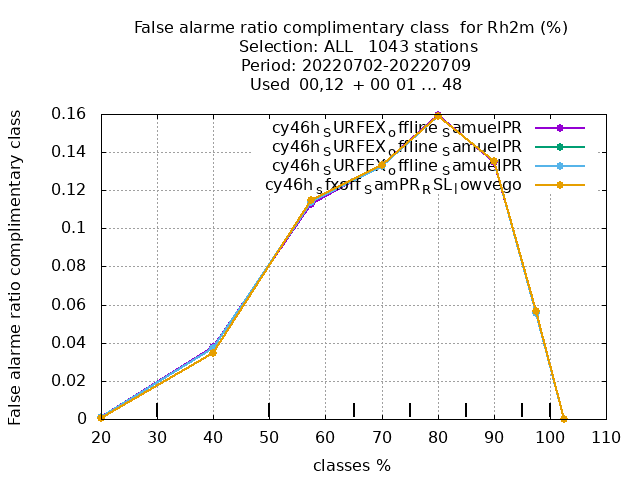 False alarme ratio complimentary class  for Rh2m (%)
Selection: ALL   1043 stations
Period: 20220702-20220709
Used  00,12  + 00 01 ... 48
False alarme ratio complimentary class
cy46h_SURFEX_offline_SamuelPR
cy46h_SURFEX_offline_SamuelPR
cy46h_SURFEX_offline_SamuelPR
cy46h_sfxoff_SamPR_RSL_lowvego
0.16
0.14
0.12
0.1
0.08
0.06
0.04
0.02
0
20 30 40 50 60 70 80 90 100 110
classes %